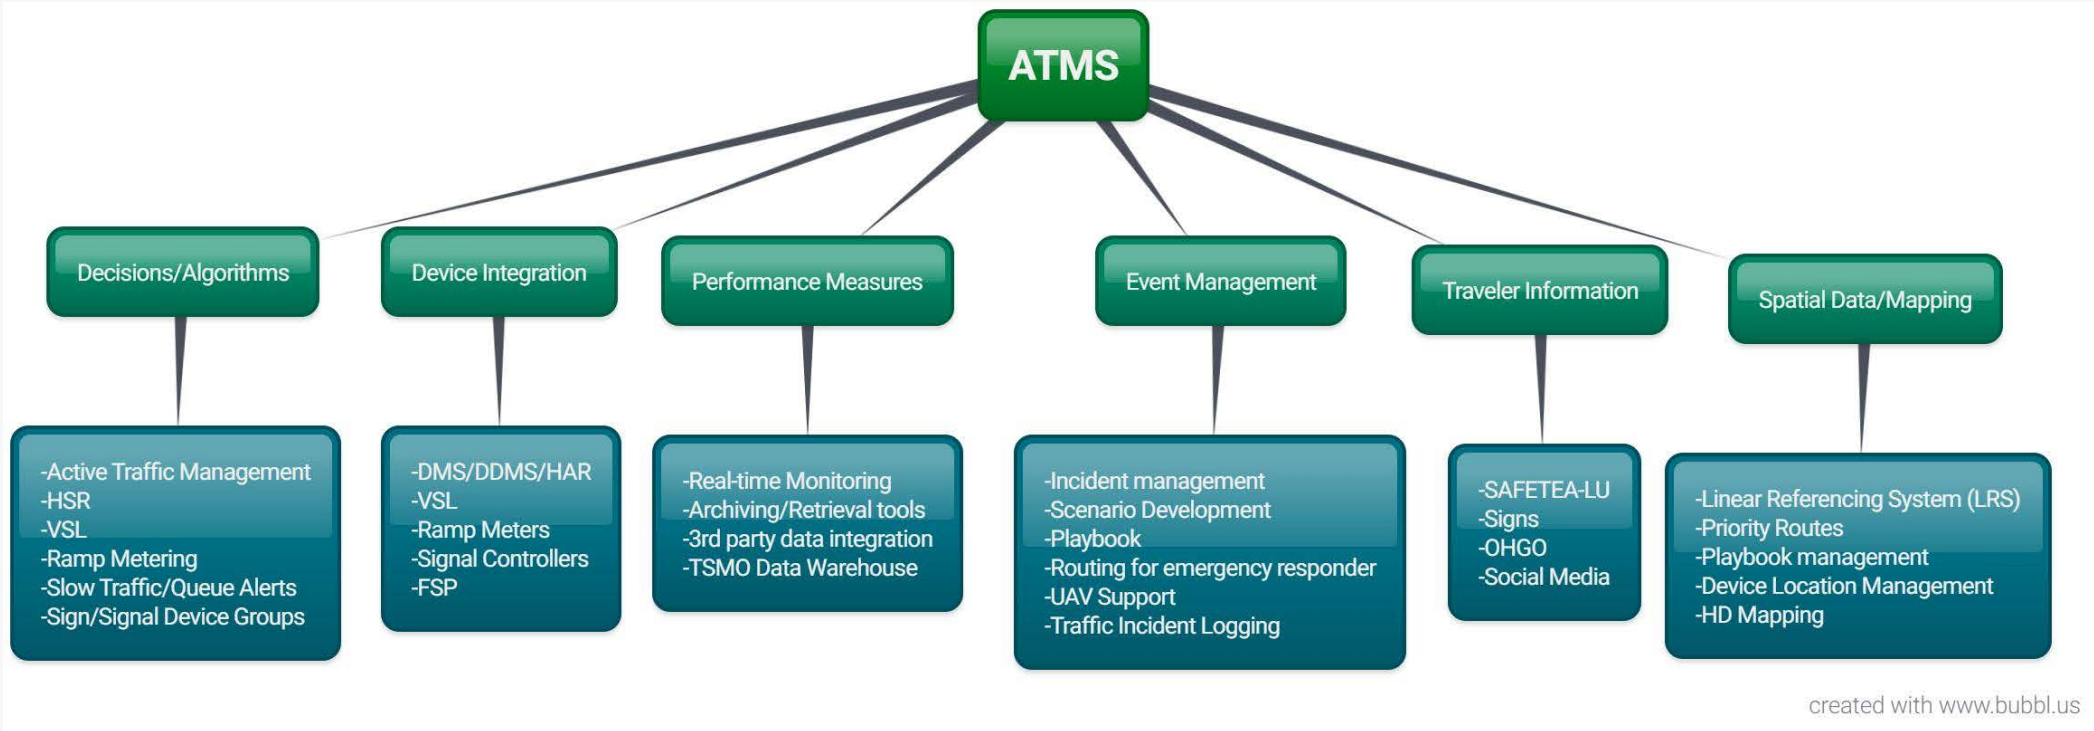 ATMS
Decisions/Algorithms
Device Integration
Performance Measures
Event Management
Traveler Information
Spatial Data/Mapping
-Active Traffic Management
-HSR
-VSL
-Ramp Metering
-Slow Traffic/Queue Alerts
-Sign/Signal Device Groups
-DMS/DDMS/HAR
-VSL
-Ramp Meters
-Signal Controllers
-FSP
-Real-time Monitoring
-Archiving/Retrieval tools
-3rd party data integration
-TSMO Data Warehouse
-Incident management
-Scenario Development
-Playbook
-Routing for emergency responder
-UAV Support
-Traffic Incident Logging
-SAFETEA-LU
-Signs
-OHGO
-Social Media
-Linear Referencing System (LRS)
-Priority Routes
-Playbook management
-Device Location Management
-HD Mapping
created with www.bubbl.us